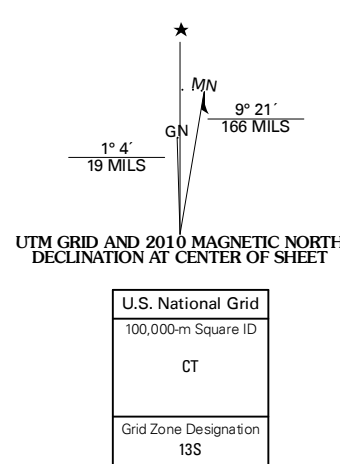 MN
9° 21´
166 MILS
GN
1° 4´
19 MILS
UTM GRID AND 2010 MAGNETIC NORTH
DECLINATION AT CENTER OF SHEET
U.S. National Grid
100,000-m Square ID
CT
Grid Zone Designation
13S